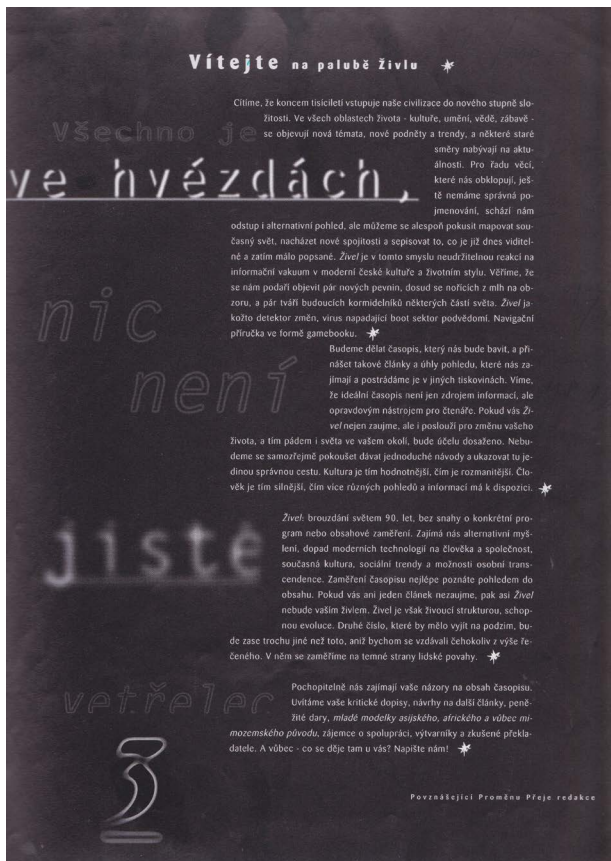 Vítejte na palubě Živlu
Cítíme, že koncem tisíciletí vstupuje naše civilizace do nového stupně slo-
žitosti. Ve všech oblastech života - kultuře, umění, vědě, zábavě -
se objevují nová témata, nové podněty a trendy, a některé staré
směry nabývají na aktu-
álnosti. Pro řadu věcí,
které nás obklopují, ješ-
tě nemáme správná po-
jmenování, schází nám
odstup i alternativní pohled, ale můžeme se alespoň pokusit mapovat sou-
časný svět, nacházet nové spojitosti a sepisovat to, co je již dnes viditel-
né a zatím málo popsané. Živel je v tomto smyslu neudržitelnou reakcí na
informační vakuum v moderní české kultuře a životním stylu. Věříme, že
se nám podaří objevit pár nových pevnin, dosud se nořících z mlh na ob-
zoru, a pár tváří budoucích kormidelníků některých částí světa. Živel ja-
kožto detektor změn, virus napadající boot sektor podvědomí. Navigační
příručka ve formě gamebooku.
Budeme dělat časopis, který nás bude bavit, a při-
nášet takové články a úhly pohledu, které nás za-
jímají a postrádáme je v jiných tiskovinách. Víme,
že ideální časopis není jen zdrojem informací, ale
opravdovým nástrojem pro čtenáře. Pokud vás Ži-
vel nejen zaujme, ale i poslouží pro změnu vašeho
života, a tím pádem i světa ve vašem okolí, bude účelu dosaženo. Nebu-
deme se samozřejmě pokoušet dávat jednoduché návody a ukazovat tu je-
dinou správnou cestu. Kultura je tím hodnotnější, čím je rozmanitější. Člo-
věk je tím silnější, čím více různých pohledů a informací má k dispozici.
Živel: brouzdání světem 90. let, bez snahy o konkrétní pro-
gram nebo obsahové zaměření. Zajímá nás alternativní myš-
lení, dopad moderních technologií na člověka a společnost,
současná kultura, sociální trendy a možnosti osobní trans-
cendence. Zaměření časopisu nejlépe poznáte pohledem do
obsahu. Pokud vás ani jeden článek nezaujme, pak asi Živel
nebude vaším živlem. Živel je však živoucí strukturou, schop-
nou evoluce. Druhé číslo, které by mělo vyjít na podzim, bu-
de zase trochu jiné než toto, aniž bychom se vzdávali čehokoliv z výše ře-
čeného. V něm se zaměříme na temné strany lidské povahy.
Pochopitelně nás zajímají vaše názory na obsah časopisu.
Uvítáme vaše kritické dopisy, návrhy na další články, peně-
žité dary, mladé modelky asijského, afrického a vůbec mi-
mozemského původu, zájemce o spolupráci, výtvarníky a zkušené překla-
datele. A vůbec - co se děje tam u vás? Napište nám!
Povznášející Proměnu Přeje redakce
Všechno je
ve hvězdách,
nic
není
jisté
vetřelec
3